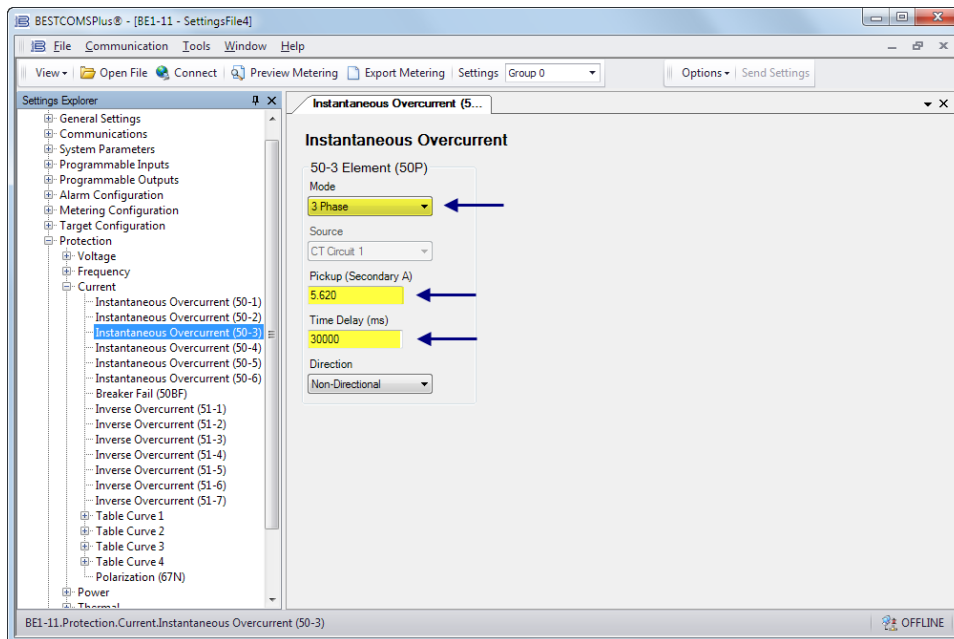 BESTCOMSPlus® - [BE1-11 - SettingsFile4]
File Communication Tools Window Help
View Open File Connect Preview Metering Export Metering Settings Group 0 Options Send Settings
Settings Explorer
General Settings
Communications
System Parameters
Programmable Inputs
Programmable Outputs
Alarm Configuration
Metering Configuration
Target Configuration
Protection
Voltage
Frequency
Current
Instantaneous Overcurrent (50-1)
Instantaneous Overcurrent (50-2)
Instantaneous Overcurrent (50-3)
Instantaneous Overcurrent (50-4)
Instantaneous Overcurrent (50-5)
Instantaneous Overcurrent (50-6)
Breaker Fail (50BF)
Inverse Overcurrent (51-1)
Inverse Overcurrent (51-2)
Inverse Overcurrent (51-3)
Inverse Overcurrent (51-4)
Inverse Overcurrent (51-5)
Inverse Overcurrent (51-6)
Inverse Overcurrent (51-7)
Table Curve 1
Table Curve 2
Table Curve 3
Table Curve 4
Polarization (67N)
Power
Thermal
Instantaneous Overcurrent (5...
Instantaneous Overcurrent
50-3 Element (50P)
Mode
3 Phase
Source
CT Circuit 1
Pickup (Secondary A)
5.620
Time Delay (ms)
30000
Direction
Non-Directional
BE1-11.Protection.Current.Instantaneous Overcurrent (50-3)
OFFLINE